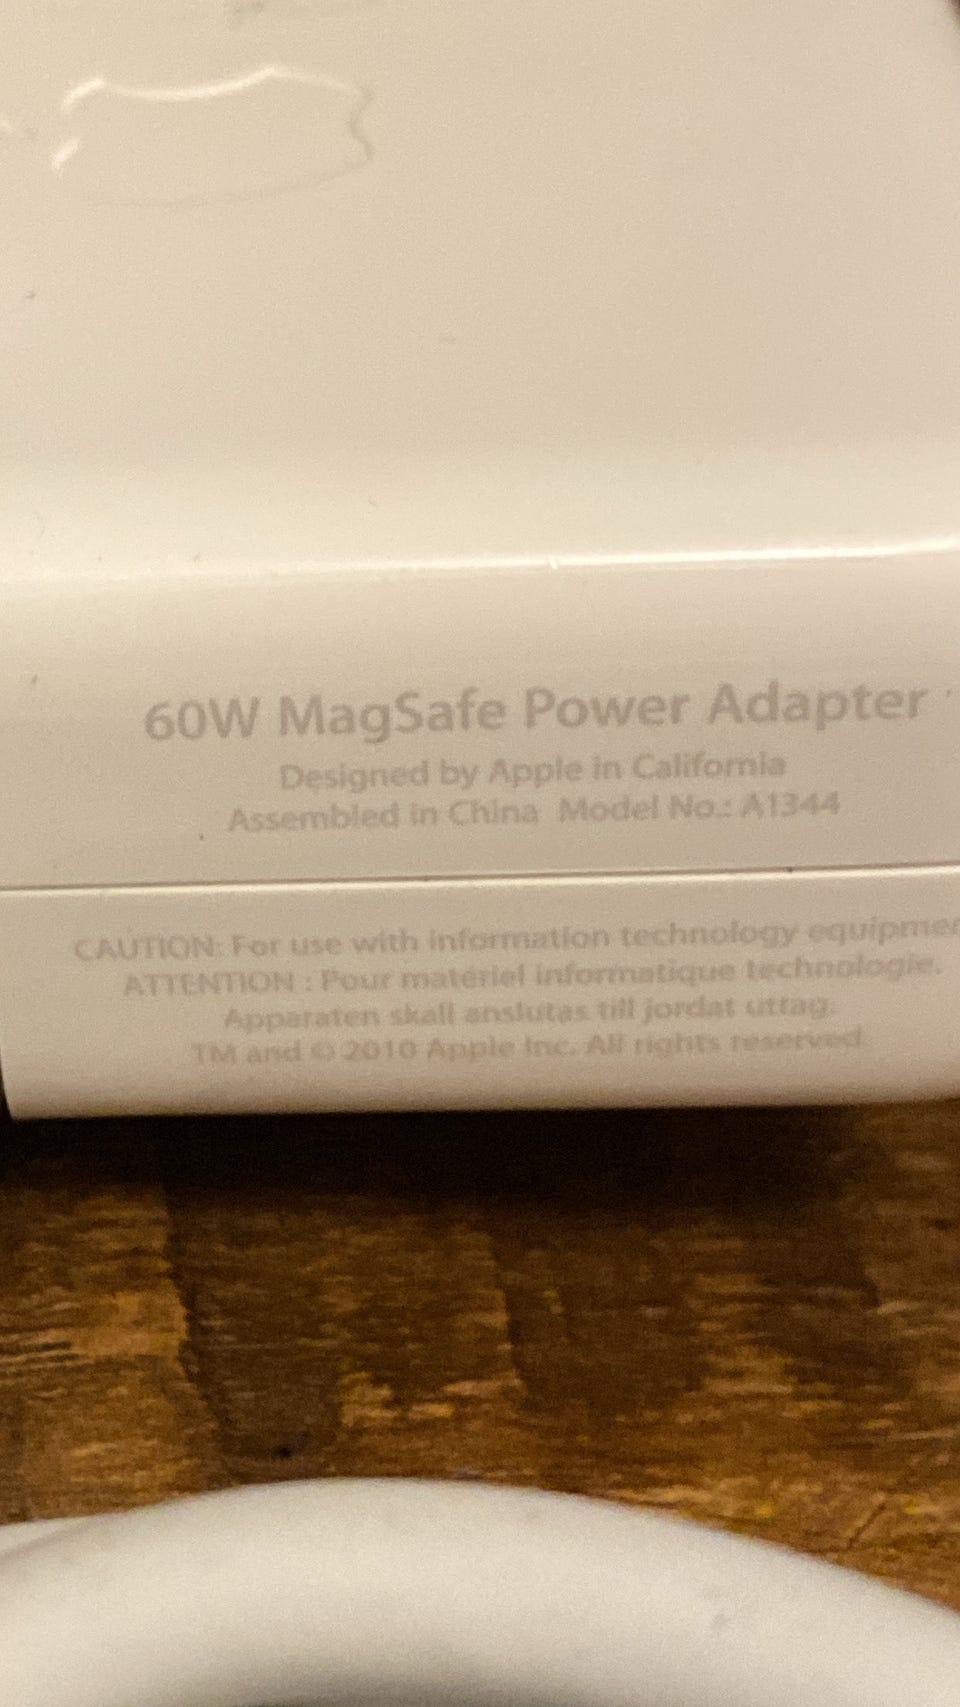 60W MagSafe Power Adapter
Designed by Apple in California
Assembled in China Model No.: A1344
CAUTION: For use with information technology equipmen
ATTENTION : Pour matériel informatique technologie.
Apparaten skall anslutas till jordat uttag.
TM and © 2010 Apple Inc. All rights reserved.